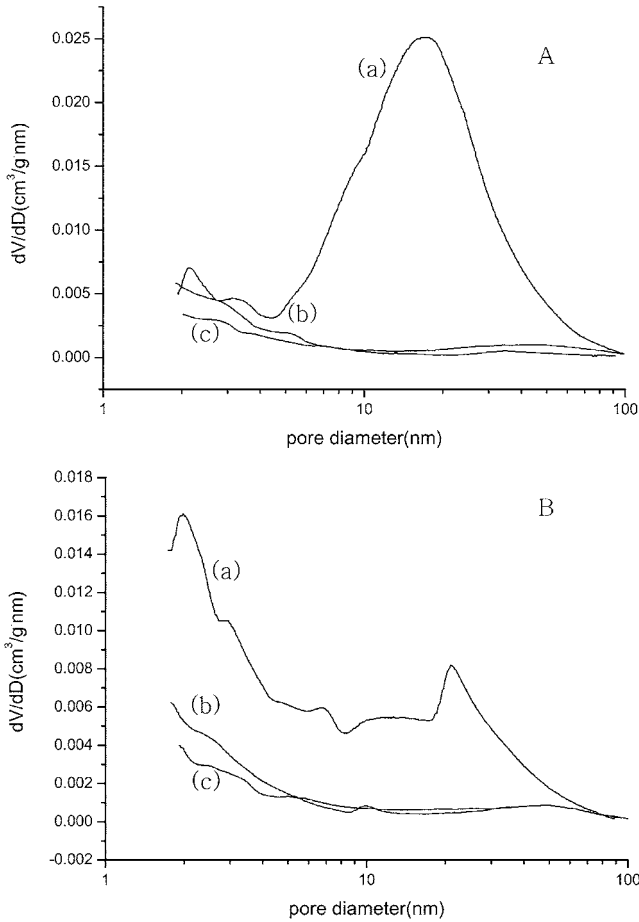 A
(a)
(b)
(c)
0.025
0.020
0.015
0.010
0.005
0.000
dV/dD(cm³/g nm)
1
10
100
pore diameter(nm)
B
(a)
(b)
(c)
0.018
0.016
0.014
0.012
0.010
0.008
0.006
0.004
0.002
0.000
-0.002
dV/dD(cm³/g nm)
1
10
100
pore diameter(nm)